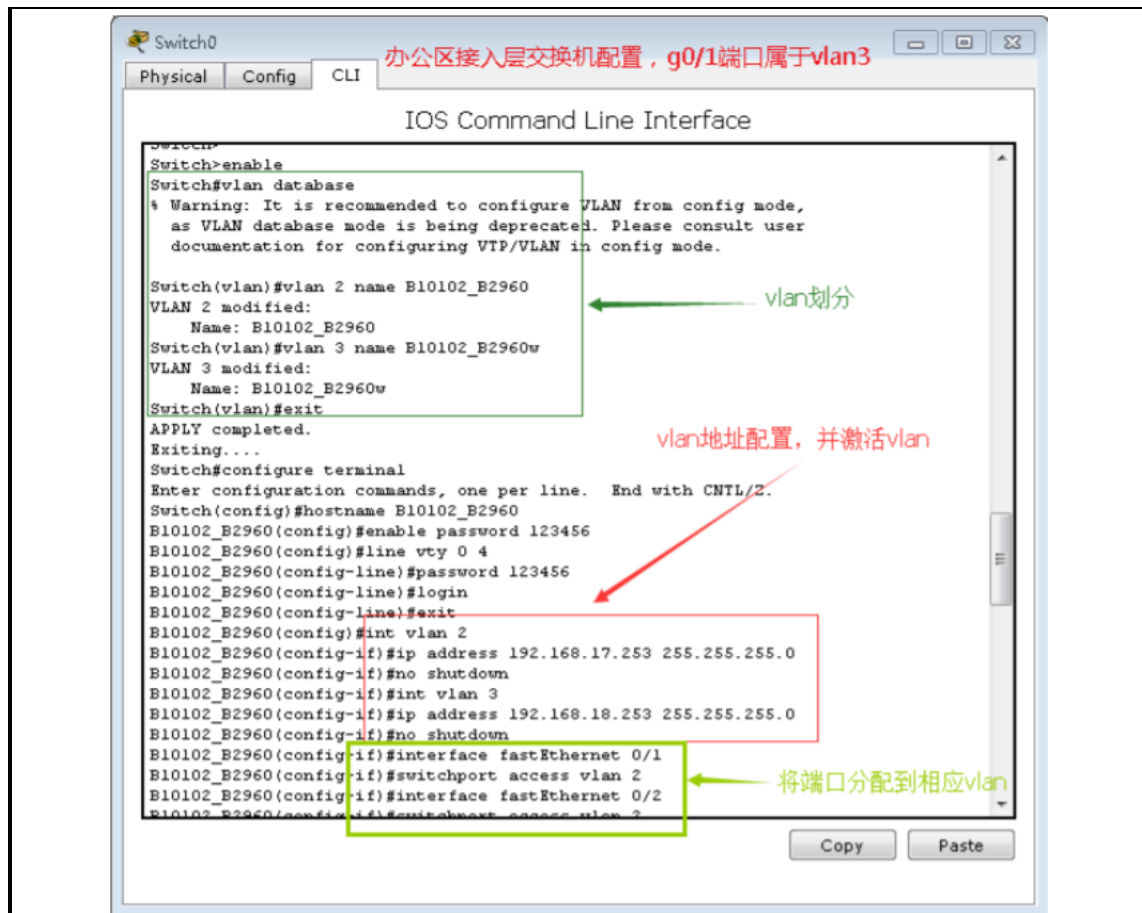 Switch0
办公区接入层交换机配置，g0/1端口属于vlan3
Physical Config CLI
IOS Command Line Interface
Switch>
Switch>enable
Switch#vlan database
% Warning: It is recommended to configure VLAN from config mode,
as VLAN database mode is being deprecated. Please consult user
documentation for configuring VTP/VLAN in config mode.
Switch(vlan)#vlan 2 name B10102_B2960
VLAN 2 modified:
Name: B10102_B2960
Switch(vlan)#vlan 3 name B10102_B2960w
VLAN 3 modified:
Name: B10102_B2960w
Switch(vlan)#exit
APPLY completed.
Exiting....
Switch#configure terminal
Enter configuration commands, one per line. End with CNTL/Z.
Switch(config)#hostname B10102_B2960
B10102_B2960(config)#enable password 123456
B10102_B2960(config)#line vty 0 4
B10102_B2960(config-line)#password 123456
B10102_B2960(config-line)#login
B10102_B2960(config-line)#exit
B10102_B2960(config)#int vlan 2
B10102_B2960(config-if)#ip address 192.168.17.253 255.255.255.0
B10102_B2960(config-if)#no shutdown
B10102_B2960(config-if)#int vlan 3
B10102_B2960(config-if)#ip address 192.168.18.253 255.255.255.0
B10102_B2960(config-if)#no shutdown
B10102_B2960(config-if)#interface fastEthernet 0/1
B10102_B2960(config-if)#switchport access vlan 2
B10102_B2960(config-if)#interface fastEthernet 0/2
B10102_B2960(config-if)#switchport access vlan 2
vlan划分
vlan地址配置，并激活vlan
将端口分配到相应vlan
Copy Paste